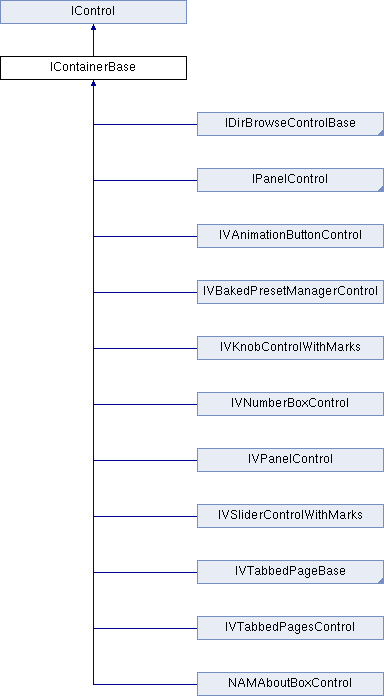 IControl
IContainerBase
IDirBrowseControlBase
IPanelControl
IVAnimationButtonControl
IVBakedPresetManagerControl
IVKnobControlWithMarks
IVNumberBoxControl
IVPanelControl
IVSliderControlWithMarks
IVTabbedPageBase
IVTabbedPagesControl
NAMAboutBoxControl